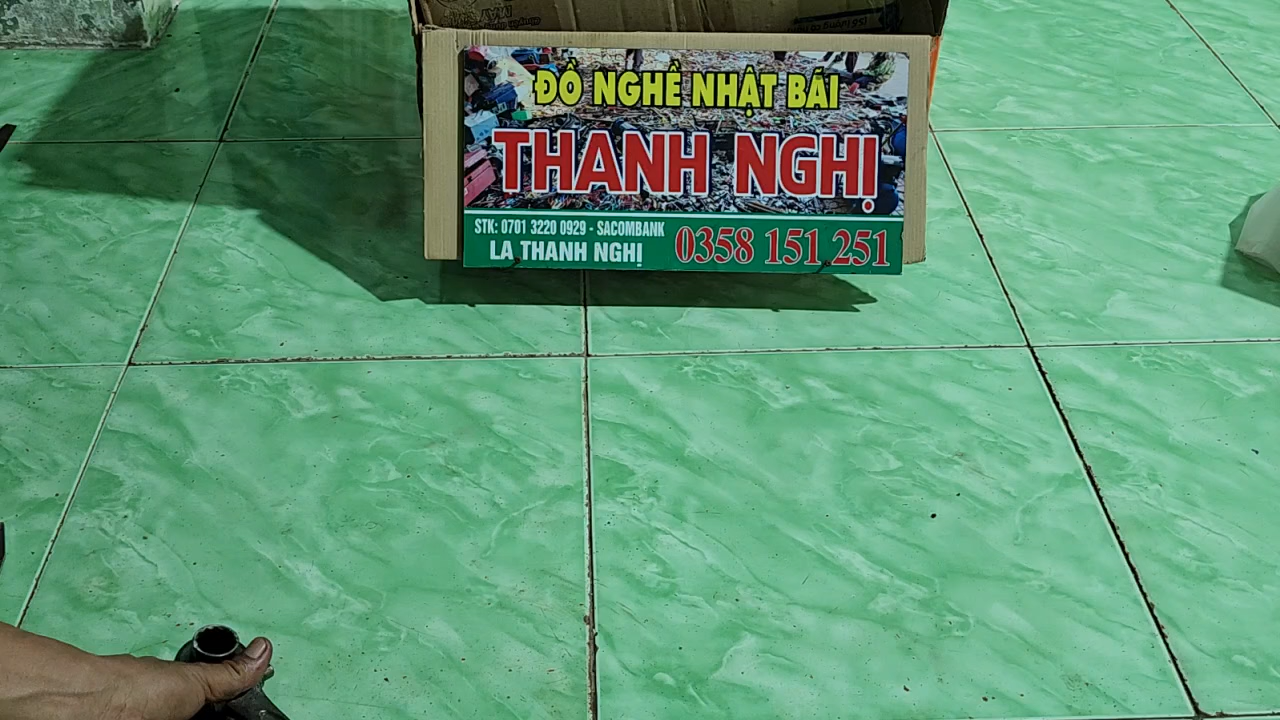 ĐỒ NGHỀ NHẬT BÃI
THANH NGHỊ
STK: 0701 3220 0929 - SACOMBANK
LA THANH NGHỊ
0358 151 251